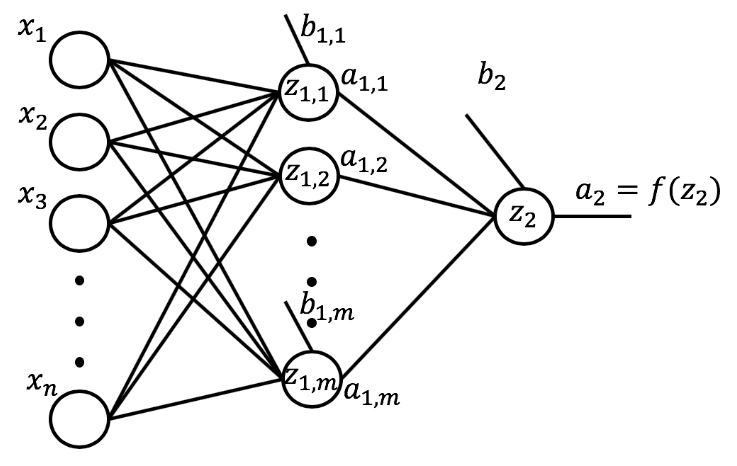 x₁
x₂
x₃
xₙ
b₁,₁
z₁,₁
a₁,₁
z₁,₂
a₁,₂
b₁,ₘ
z₁,ₘ
a₁,ₘ
b₂
z₂
a₂ = f(z₂)